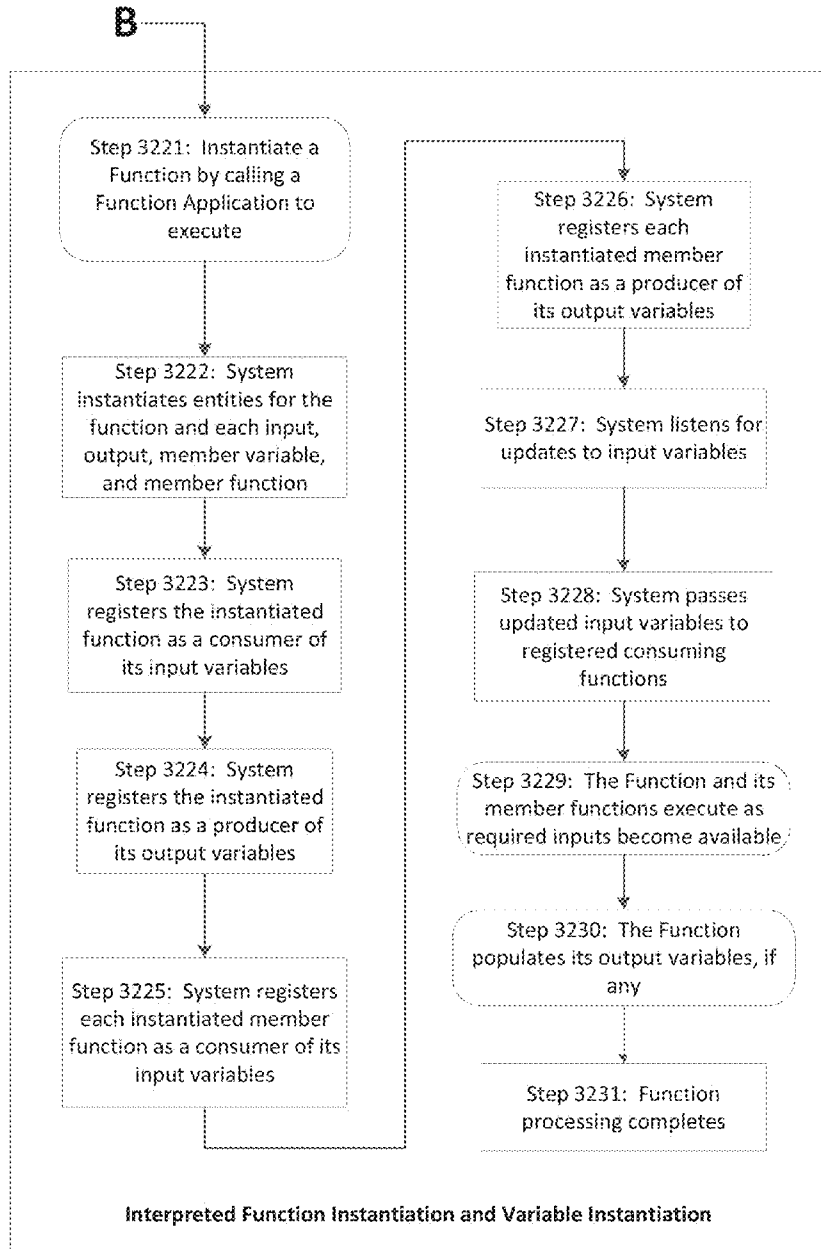 B
Step 3221: Instantiate a
Function by calling a
Function Application to
execute
Step 3222: System
instantiates entities for the
function and each input,
output, member variable,
and member function
Step 3223: System
registers the instantiated
function as a consumer of
its input variables
Step 3224: System
registers the instantiated
function as a producer of
its output variables
Step 3225: System registers
each instantiated member
function as a consumer of its
input variables
Step 3226: System
registers each
instantiated member
function as a producer of
its output variables
Step 3227: System listens for
updates to input variables
Step 3228: System passes
updated input variables to
registered consuming
functions
Step 3229: The Function and its
member functions execute as
required inputs become available
Step 3230: The Function
populates its output variables, if
any
Step 3231: Function
processing completes
Interpreted Function Instantiation and Variable Instantiation